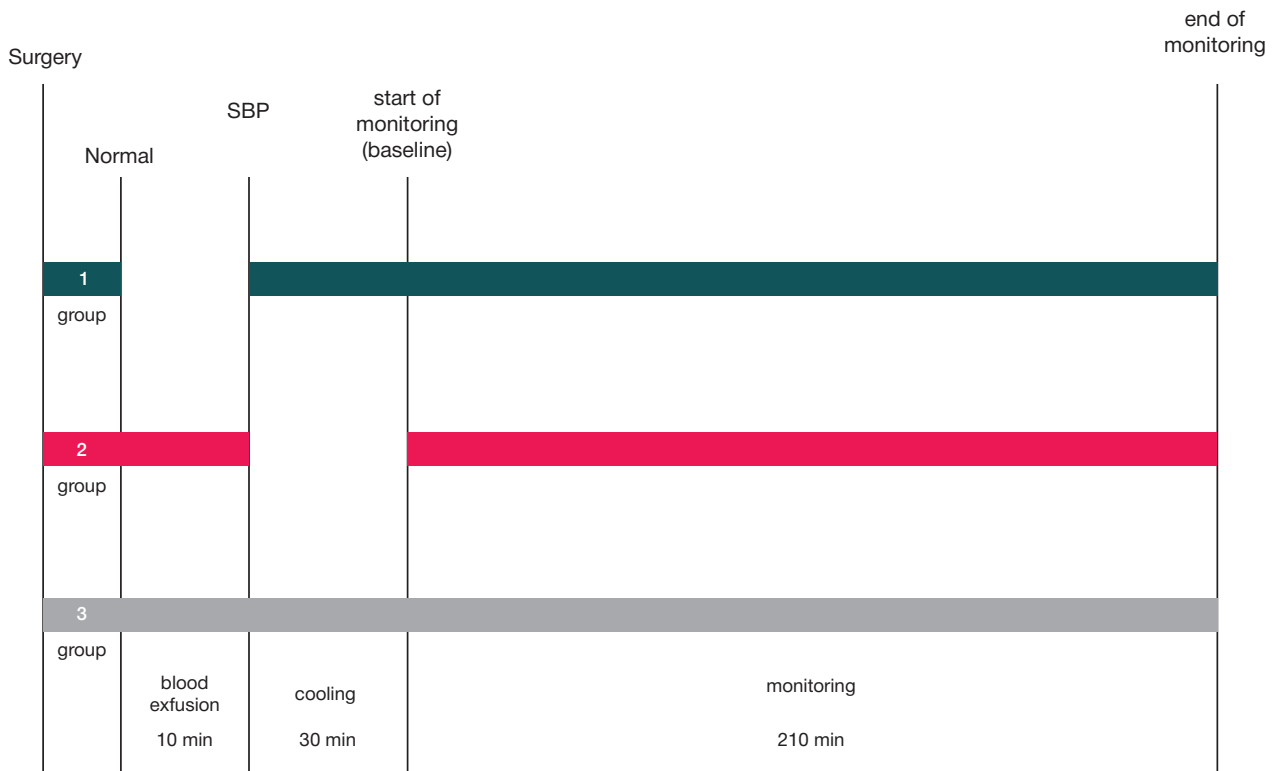 end of
monitoring
Surgery
SBP
start of
monitoring
(baseline)
Normal
1
group
2
group
3
group
blood
exfusion
cooling
monitoring
10 min
30 min
210 min